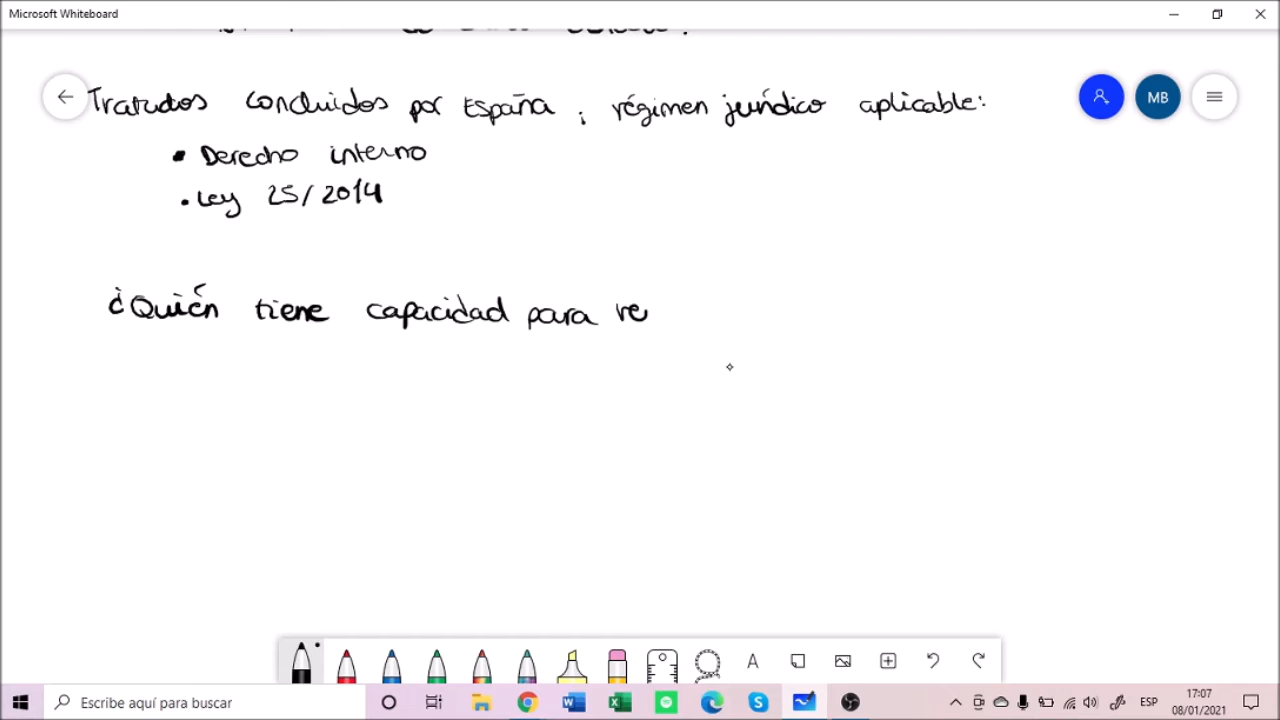 Microsoft Whiteboard
Tratados concluidos por España ; régimen jurídico aplicable:
• Derecho interno
• Ley 25/2014
MB
¿Quién tiene capacidad para re
A
Escribe aquí para buscar
ESP
17:07
08/01/2021